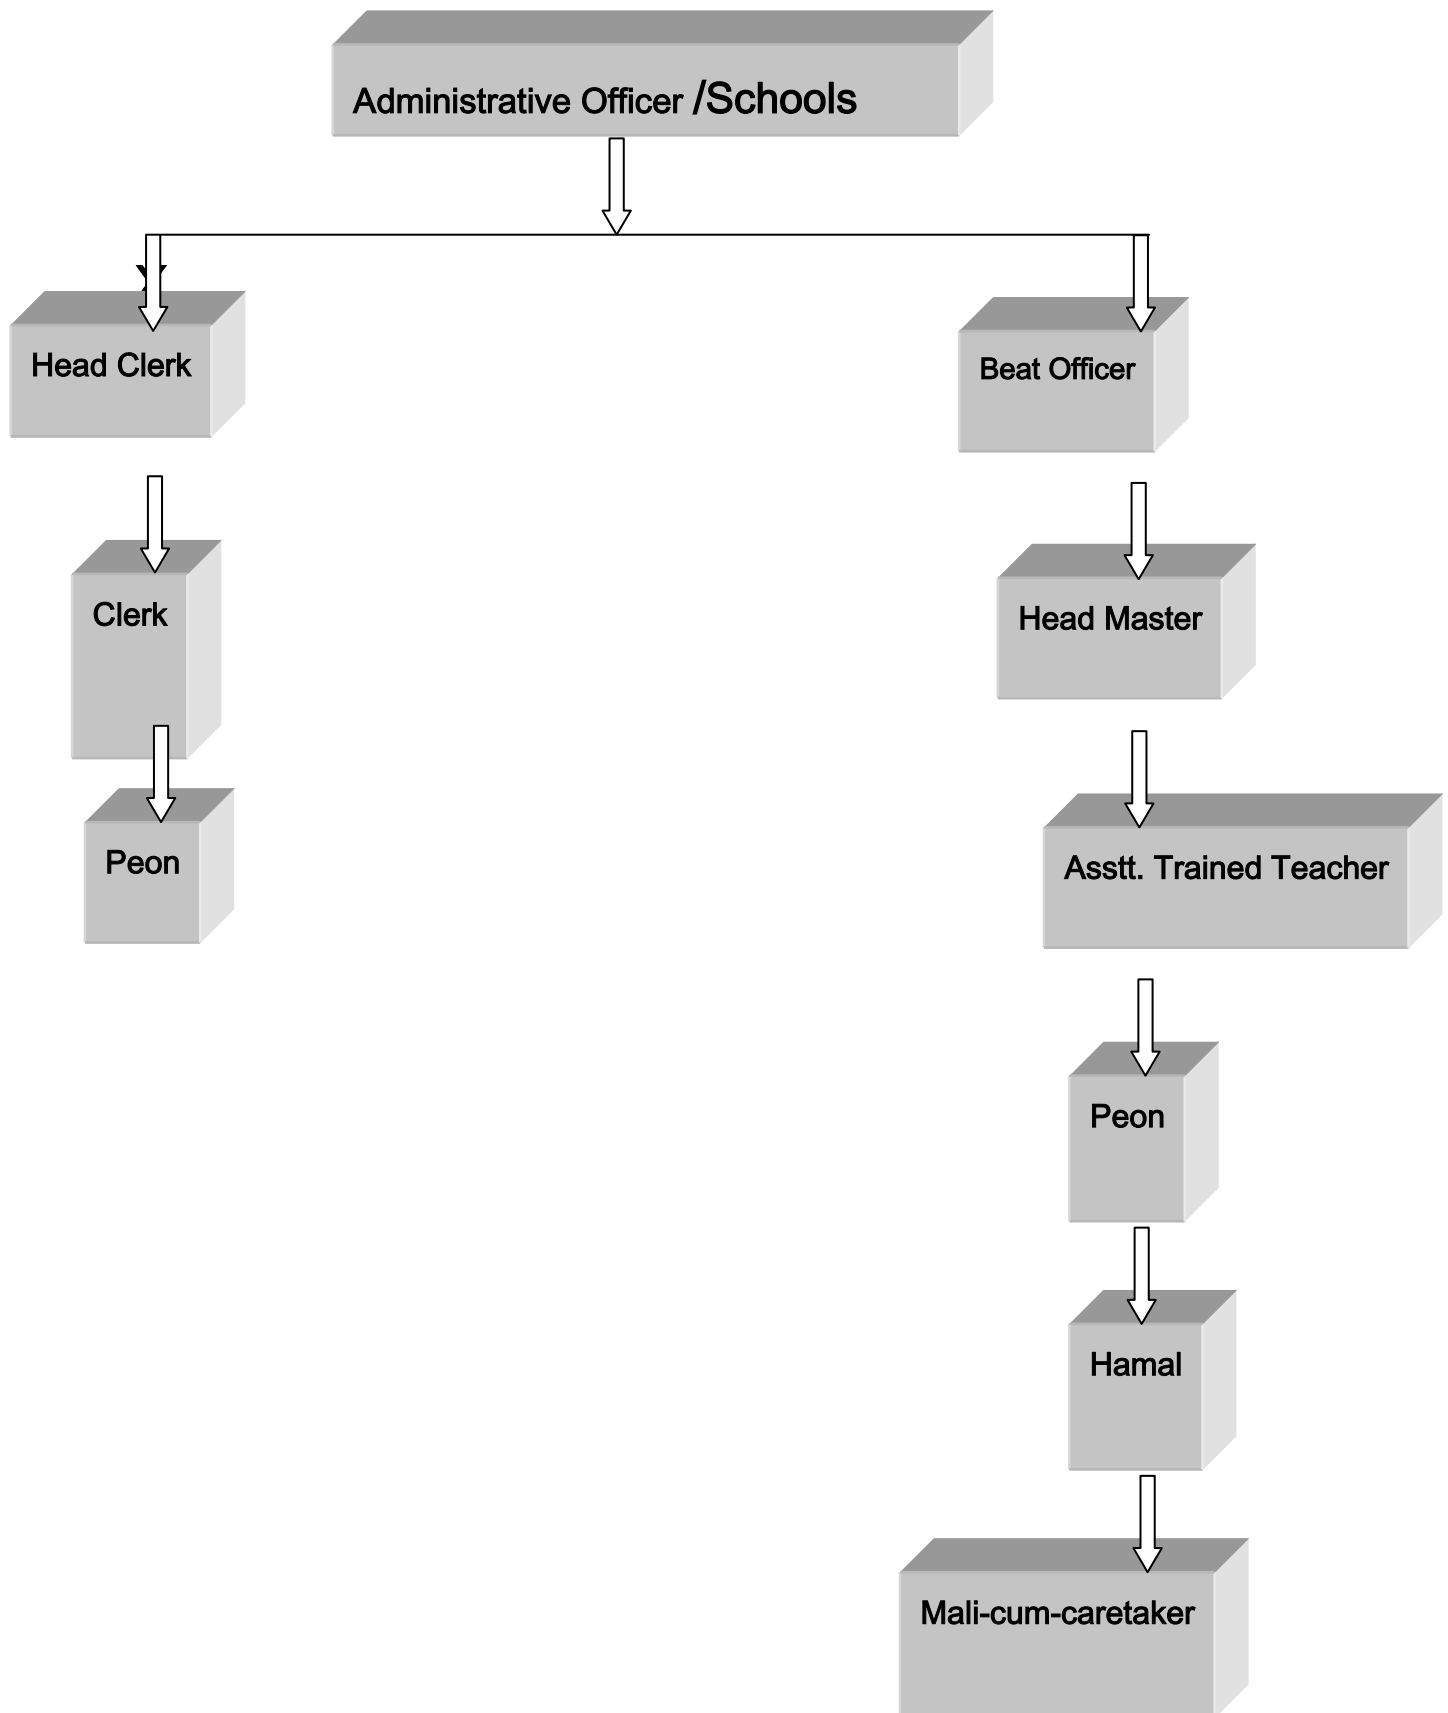 Administrative Officer /Schools
Head Clerk
Beat Officer
Clerk
Head Master
Peon
Asstt. Trained Teacher
Peon
Hamal
Mali-cum-caretaker